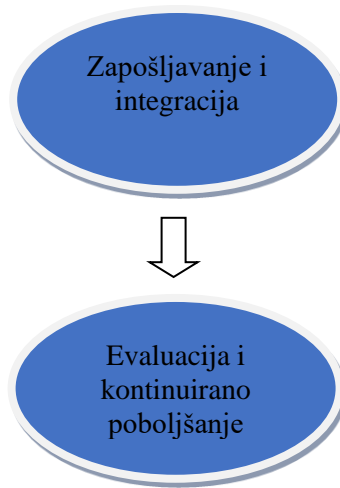 Zapošljavanje i
integracija
Evaluacija i
kontinuirano
poboljšanje